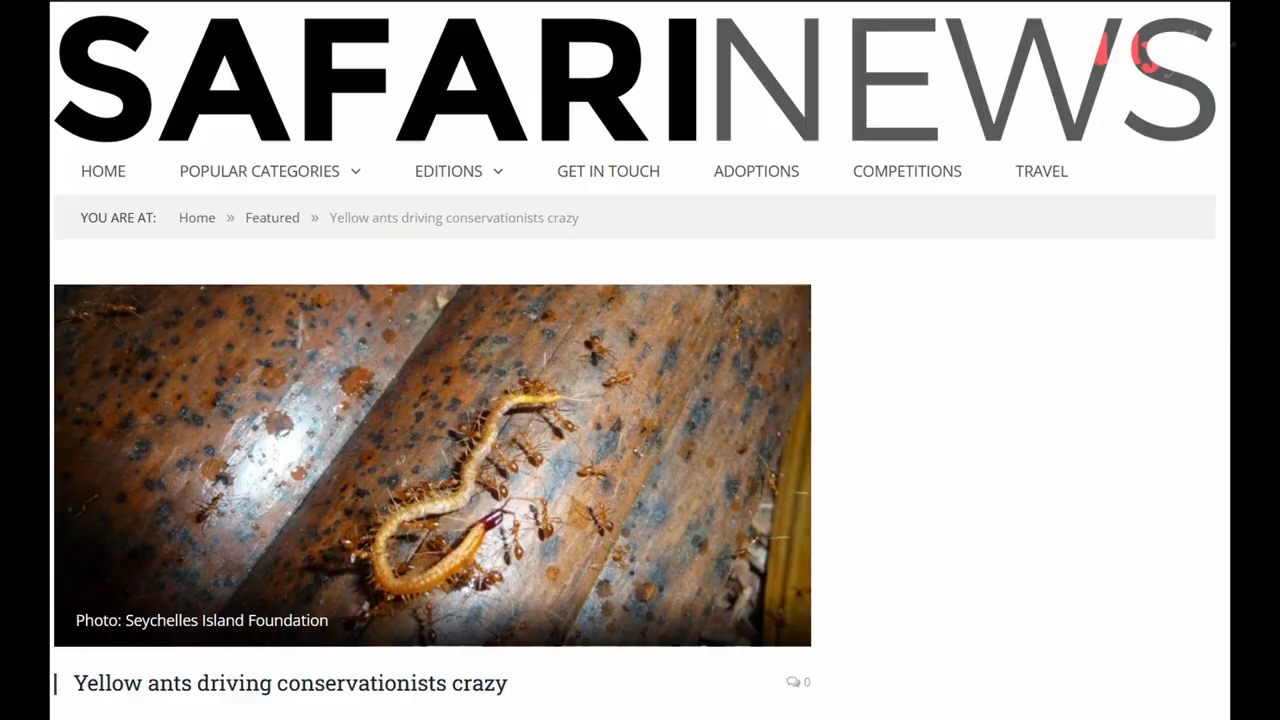 SAFARINEWS
HOME POPULAR CATEGORIES EDITIONS GET IN TOUCH ADOPTIONS COMPETITIONS TRAVEL
YOU ARE AT: Home » Featured » Yellow ants driving conservationists crazy
Photo: Seychelles Island Foundation
Yellow ants driving conservationists crazy 0